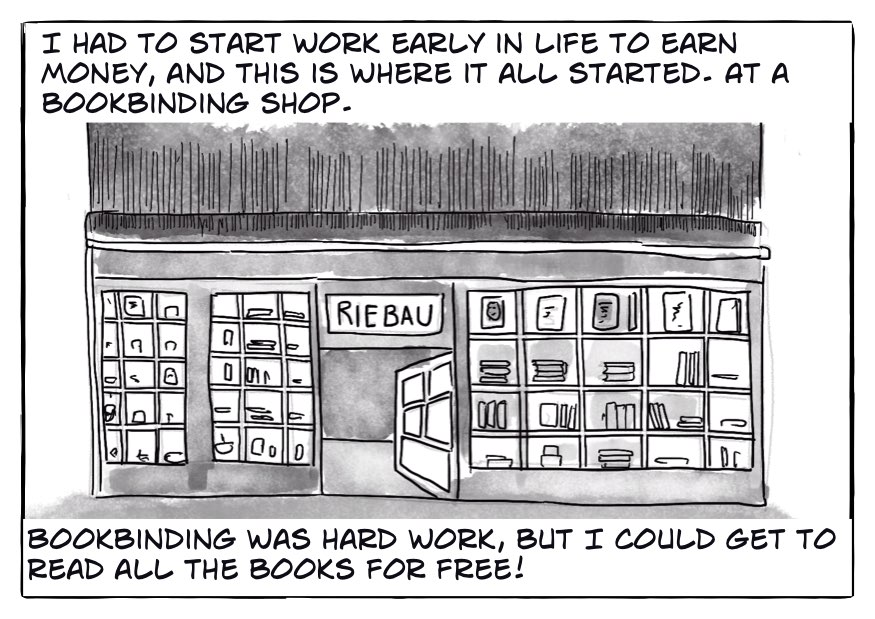 I HAD TO START WORK EARLY IN LIFE TO EARN
MONEY, AND THIS IS WHERE IT ALL STARTED. AT A
BOOKBINDING SHOP.
RIEBAU
BOOKBINDING WAS HARD WORK, BUT I COULD GET TO
READ ALL THE BOOKS FOR FREE!